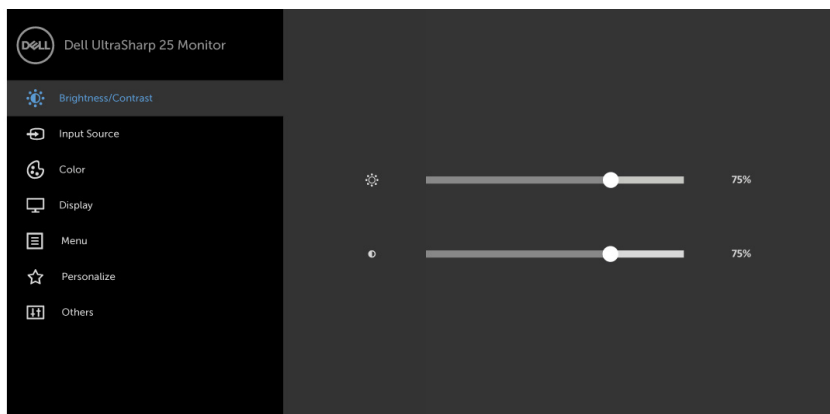 DELL
Dell UltraSharp 25 Monitor
Brightness/Contrast
Input Source
Color
Display
Menu
Personalize
Others
75%
75%